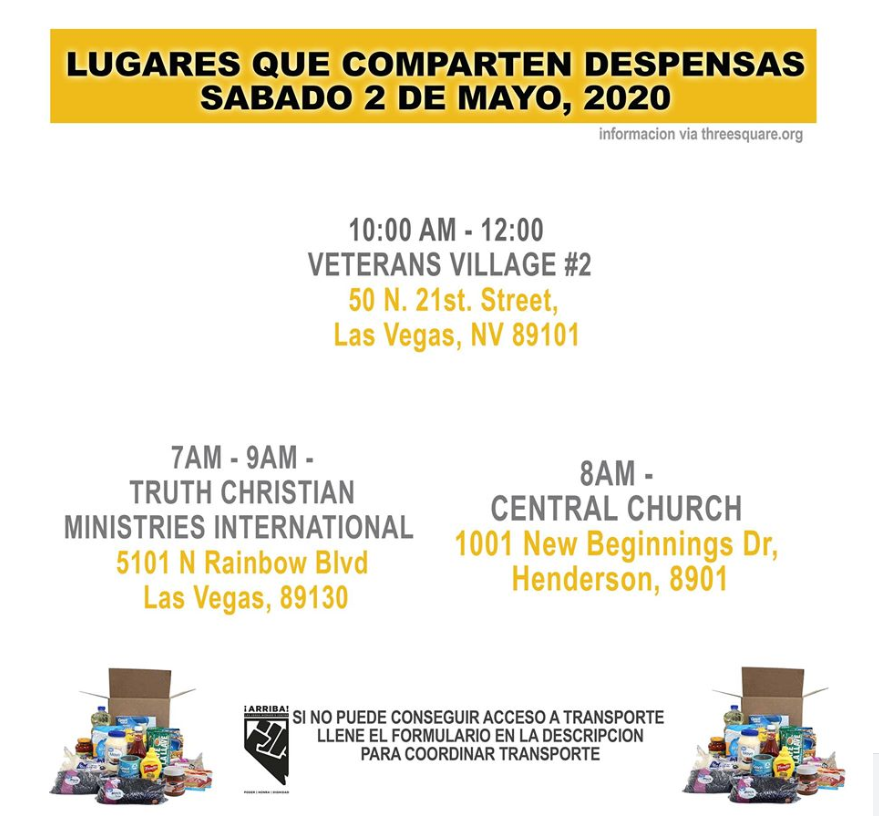 LUGARES QUE COMPARTEN DESPENSAS
SABADO 2 DE MAYO, 2020
informacion via threesquare.org
10:00 AM - 12:00
VETERANS VILLAGE #2
50 N. 21st. Street,
Las Vegas, NV 89101
7AM - 9AM -
TRUTH CHRISTIAN
MINISTRIES INTERNATIONAL
5101 N Rainbow Blvd
Las Vegas, 89130
8AM -
CENTRAL CHURCH
1001 New Beginnings Dr,
Henderson, 8901
¡ARRIBA!
SI NO PUEDE CONSEGUIR ACCESO A TRANSPORTE
LLENE EL FORMULARIO EN LA DESCRIPCION
PARA COORDINAR TRANSPORTE